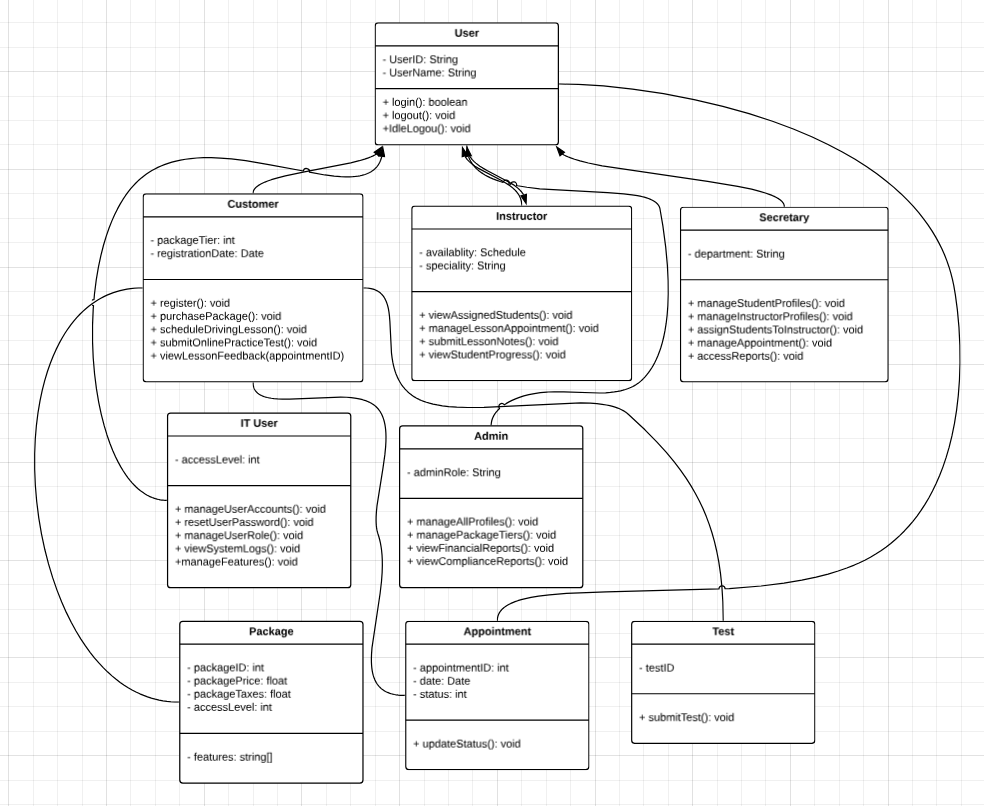 User
- UserID: String
- UserName: String
+ login(): boolean
+ logout(): void
+IdleLogou(): void
Customer
- packageTier: int
- registrationDate: Date
+ register(): void
+ purchasePackage(): void
+ scheduleDrivingLesson(): void
+ submitOnlinePracticeTest(): void
+ viewLessonFeedback(appointmentID)
Instructor
- availablity: Schedule
- speciality: String
+ viewAssignedStudents(): void
+ manageLessonAppointment(): void
+ submitLessonNotes(): void
+ viewStudentProgress(): void
Secretary
- department: String
+ manageStudentProfiles(): void
+ manageInstructorProfiles(): void
+ assignStudentsToInstructor(): void
+ manageAppointment(): void
+ accessReports(): void
IT User
- accessLevel: int
+ manageUserAccounts(): void
+ resetUserPassword(): void
+ manageUserRole(): void
+ viewSystemLogs(): void
+manageFeatures(): void
Admin
- adminRole: String
+ manageAllProfiles(): void
+ managePackageTiers(): void
+ viewFinancialReports(): void
+ viewComplianceReports(): void
Package
- packageID: int
- packagePrice: float
- packageTaxes: float
- accessLevel: int
- features: string[]
Appointment
- appointmentID: int
- date: Date
- status: int
+ updateStatus(): void
Test
- testID
+ submitTest(): void